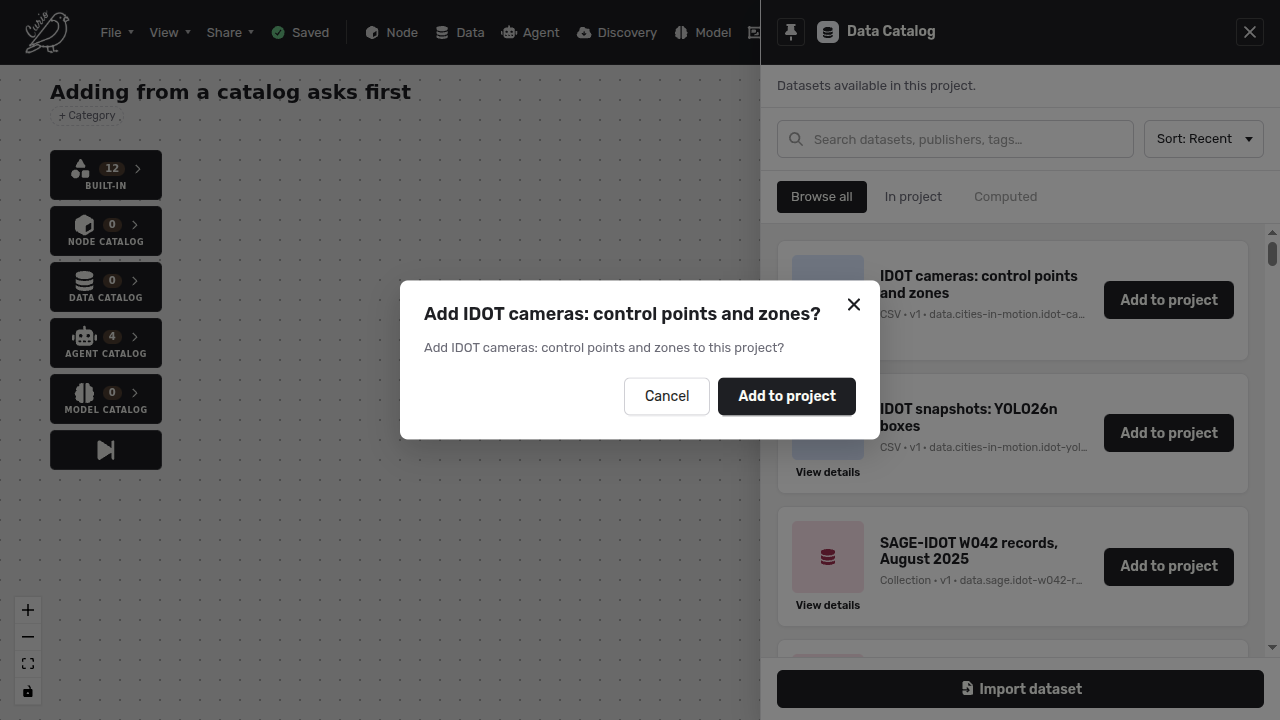 Curio
File
View
Share
Saved
Node
Data
Agent
Discovery
Model
Data Catalog
Datasets available in this project.
Search datasets, publishers, tags...
Sort: Recent
Browse all
In project
Computed
Adding from a catalog asks first
+ Category
12
BUILT-IN
0
NODE CATALOG
0
DATA CATALOG
4
AGENT CATALOG
0
MODEL CATALOG
IDOT cameras: control points
and zones
CSV • v1 • data.cities-in-motion.idot-ca...
Add to project
Add IDOT cameras: control points and zones?
Add IDOT cameras: control points and zones to this project?
Cancel
Add to project
IDOT snapshots: YOLO26n
boxes
CSV • v1 • data.cities-in-motion.idot-yol...
Add to project
View details
SAGE-IDOT W042 records,
August 2025
Collection • v1 • data.sage.idot-w042-r...
Add to project
View details
Import dataset